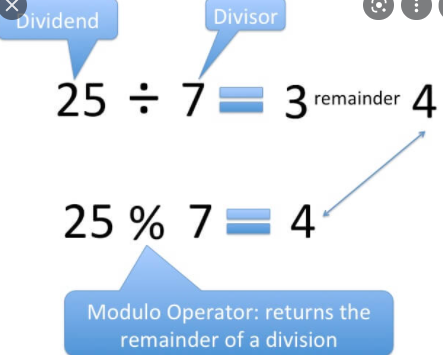 Dividend
Divisor
25 ÷ 7 = 3 remainder 4
25 % 7 = 4
Modulo Operator: returns the
remainder of a division